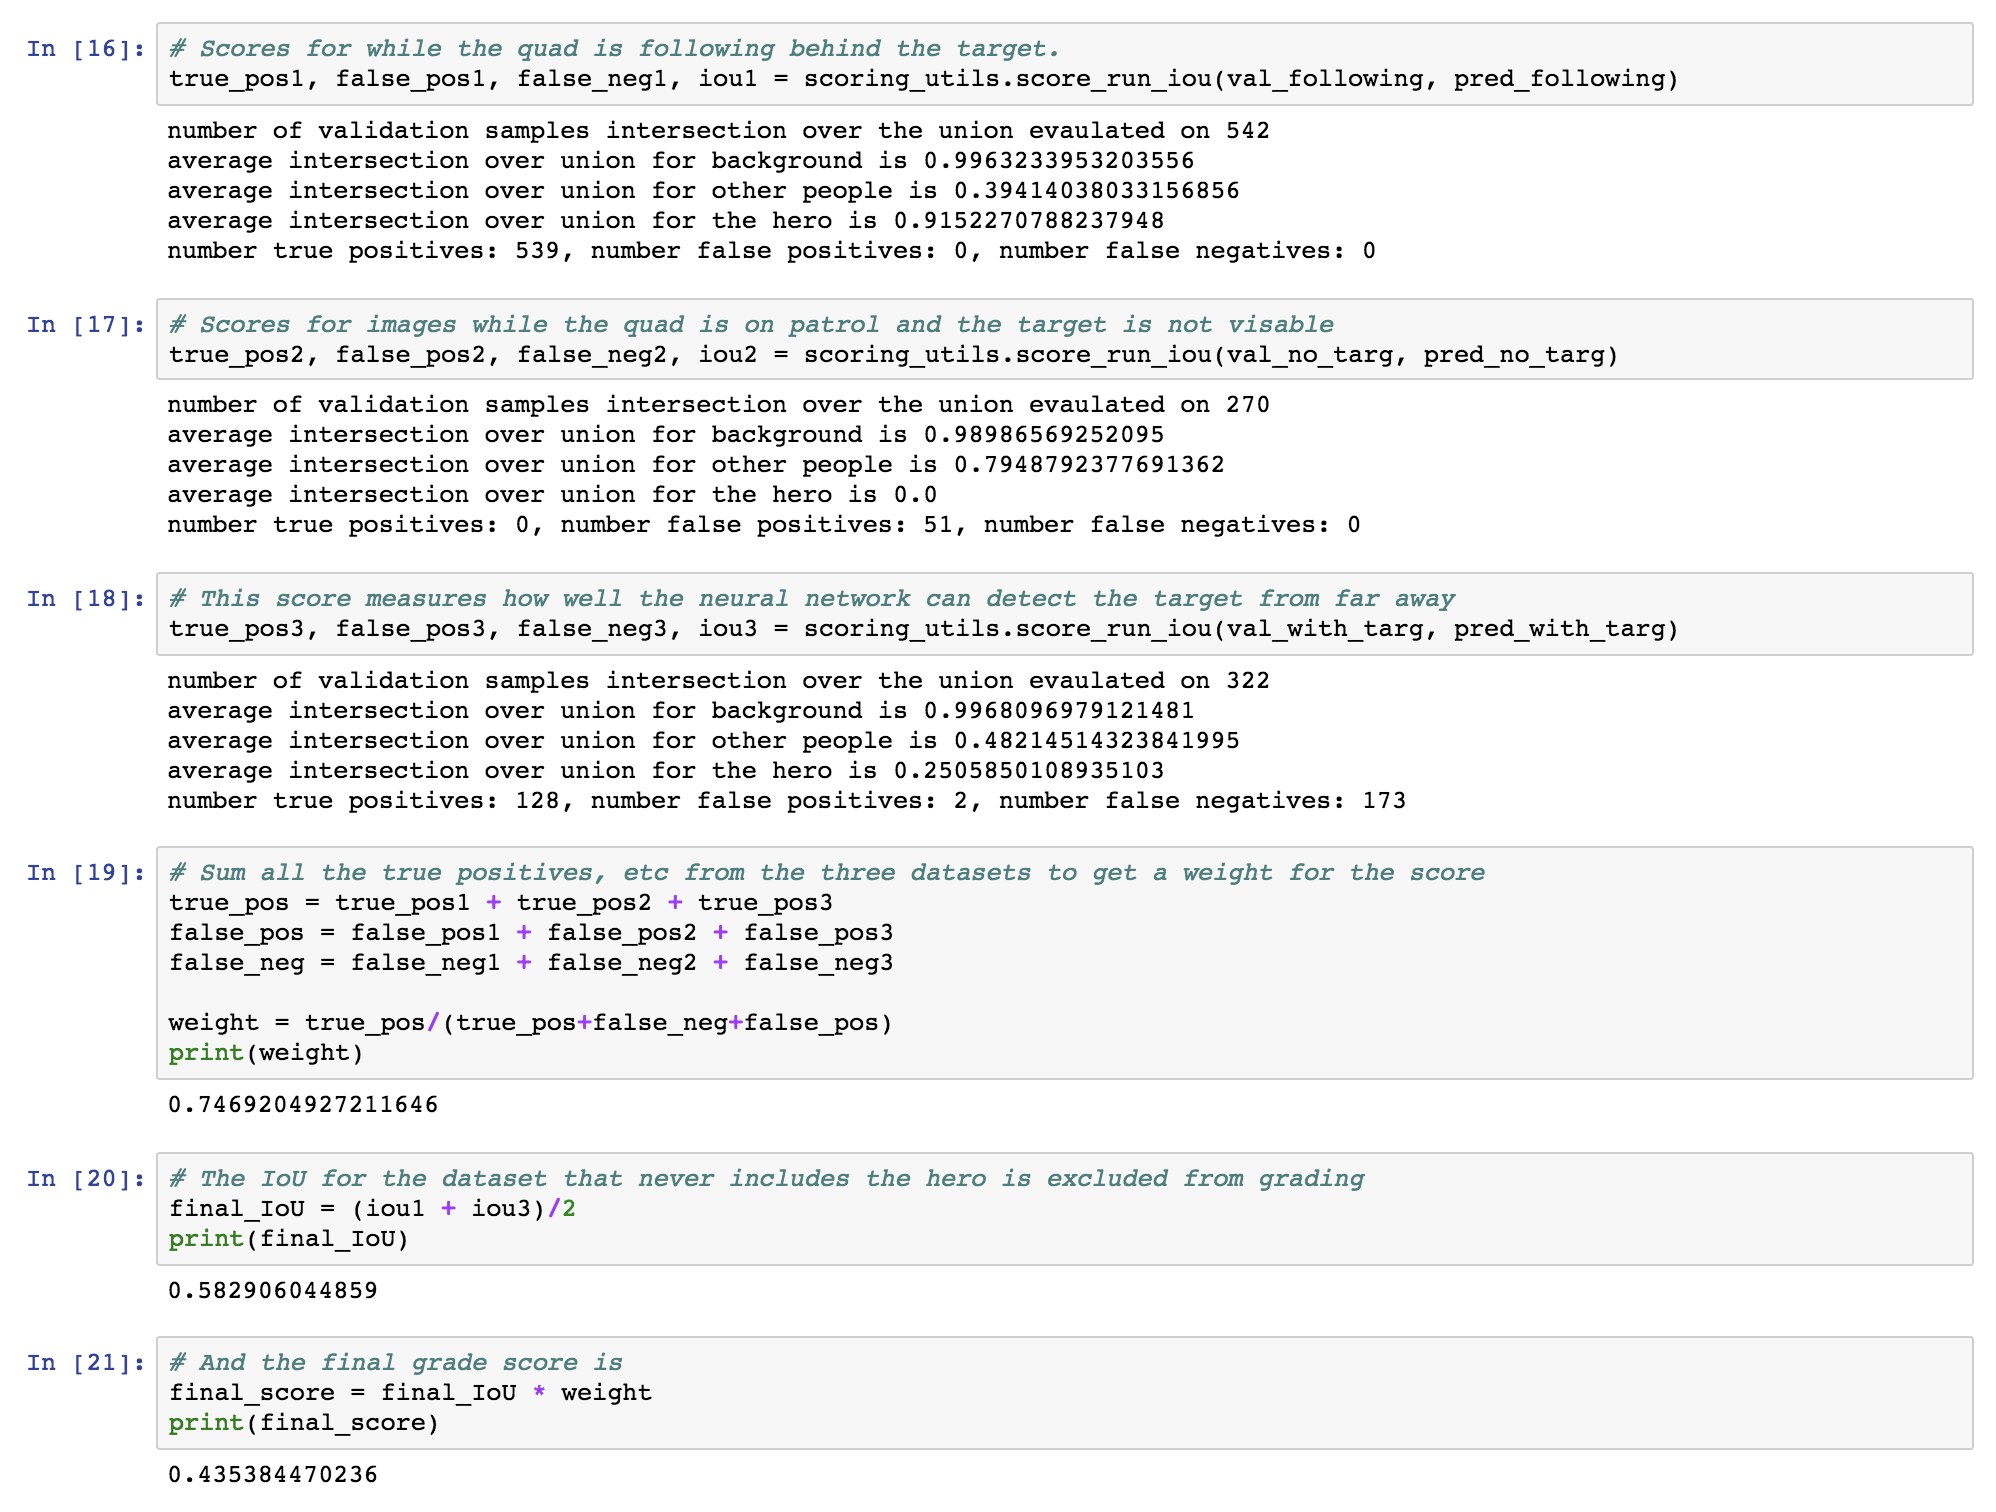 In [16]: # Scores for while the quad is following behind the target.
true_pos1, false_pos1, false_neg1, iou1 = scoring_utils.score_run_iou(val_following, pred_following)
number of validation samples intersection over the union evaulated on 542
average intersection over union for background is 0.9963233953203556
average intersection over union for other people is 0.39414038033156856
average intersection over union for the hero is 0.9152270788237948
number true positives: 539, number false positives: 0, number false negatives: 0
In [17]: # Scores for images while the quad is on patrol and the target is not visable
true_pos2, false_pos2, false_neg2, iou2 = scoring_utils.score_run_iou(val_no_targ, pred_no_targ)
number of validation samples intersection over the union evaulated on 270
average intersection over union for background is 0.98986569252095
average intersection over union for other people is 0.7948792377691362
average intersection over union for the hero is 0.0
number true positives: 0, number false positives: 51, number false negatives: 0
In [18]: # This score measures how well the neural network can detect the target from far away
true_pos3, false_pos3, false_neg3, iou3 = scoring_utils.score_run_iou(val_with_targ, pred_with_targ)
number of validation samples intersection over the union evaulated on 322
average intersection over union for background is 0.9968096979121481
average intersection over union for other people is 0.48214514323841995
average intersection over union for the hero is 0.2505850108935103
number true positives: 128, number false positives: 2, number false negatives: 173
In [19]: # Sum all the true positives, etc from the three datasets to get a weight for the score
true_pos = true_pos1 + true_pos2 + true_pos3
false_pos = false_pos1 + false_pos2 + false_pos3
false_neg = false_neg1 + false_neg2 + false_neg3
weight = true_pos/(true_pos+false_neg+false_pos)
print(weight)
0.7469204927211646
In [20]: # The IoU for the dataset that never includes the hero is excluded from grading
final_IoU = (iou1 + iou3)/2
print(final_IoU)
0.582906044859
In [21]: # And the final grade score is
final_score = final_IoU * weight
print(final_score)
0.435384470236